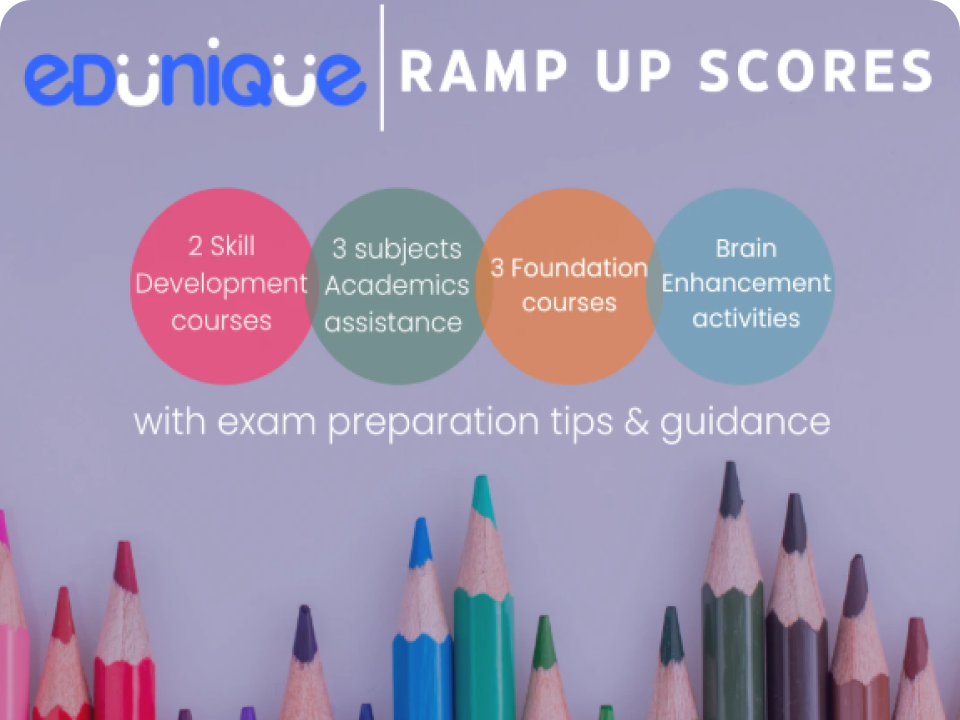 eDÜNIQÜe
RAMP UP SCORES
2 Skill
Development
courses
3 subjects
Academics
assistance
3 Foundation
courses
Brain
Enhancement
activities
with exam preparation tips & guidance